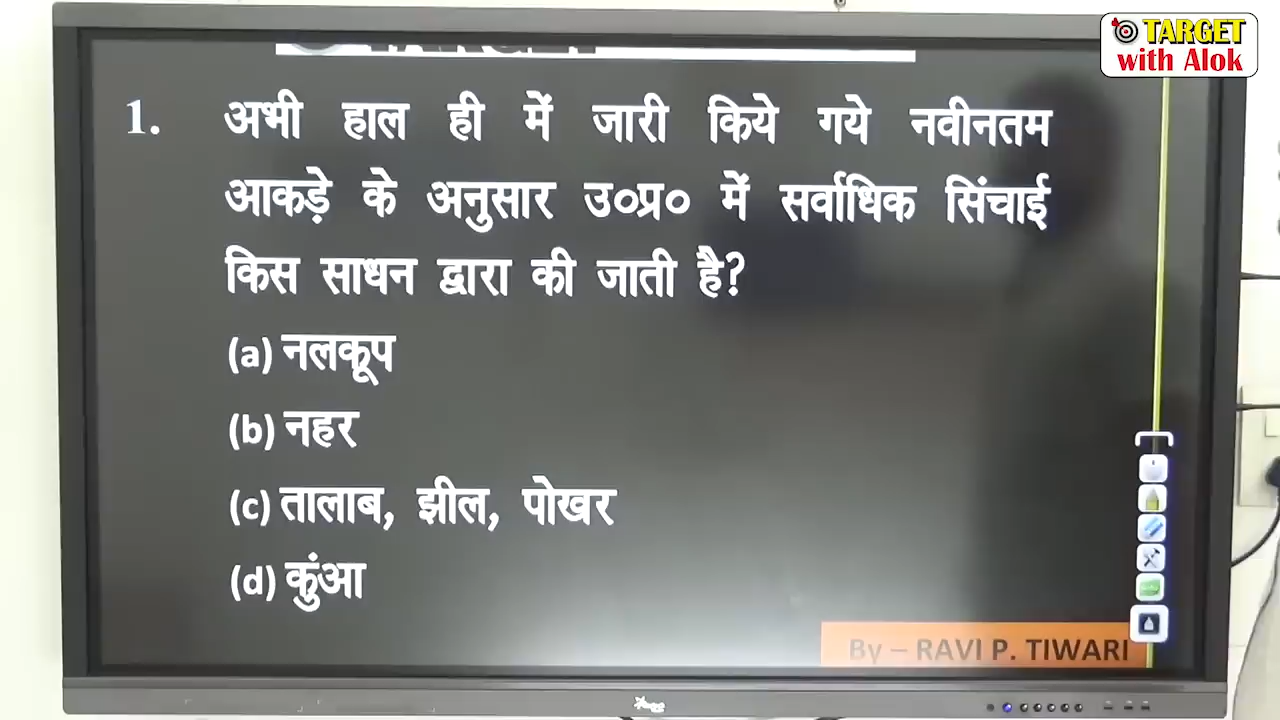 TARGET
with Alok
1. अभी हाल ही में जारी किये गये नवीनतम
आकड़े के अनुसार उ०प्र० में सर्वाधिक सिंचाई
किस साधन द्वारा की जाती है?
(a) नलकूप
(b) नहर
(c) तालाब, झील, पोखर
(d) कुंआ
By – RAVI P. TIWARI